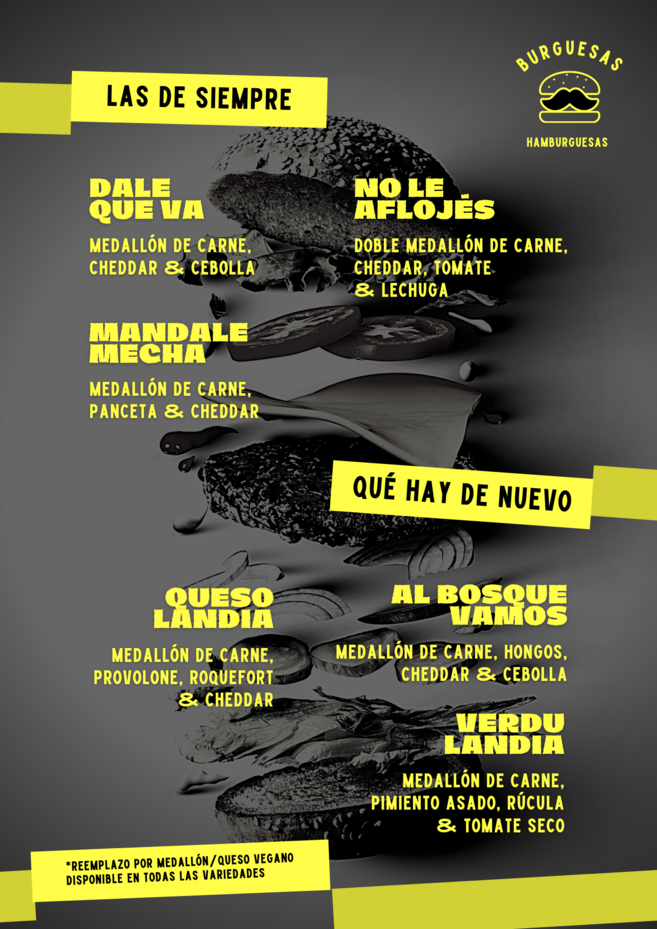 BURGUESAS
HAMBURGUESAS
LAS DE SIEMPRE
DALE
QUE VA
MEDALLÓN DE CARNE,
CHEDDAR & CEBOLLA
NO LE
AFLOJÉS
DOBLE MEDALLÓN DE CARNE,
CHEDDAR, TOMATE
& LECHUGA
MANDALE
MECHA
MEDALLÓN DE CARNE,
PANCETA & CHEDDAR
QUÉ HAY DE NUEVO
QUESO
LANDIA
MEDALLÓN DE CARNE,
PROVOLONE, ROQUEFORT
& CHEDDAR
AL BOSQUE
VAMOS
MEDALLÓN DE CARNE, HONGOS,
CHEDDAR & CEBOLLA
VERDU
LANDIA
MEDALLÓN DE CARNE,
PIMIENTO ASADO, RÚCULA
& TOMATE SECO
*REEMPLAZO POR MEDALLÓN/QUESO VEGANO
DISPONIBLE EN TODAS LAS VARIEDADES